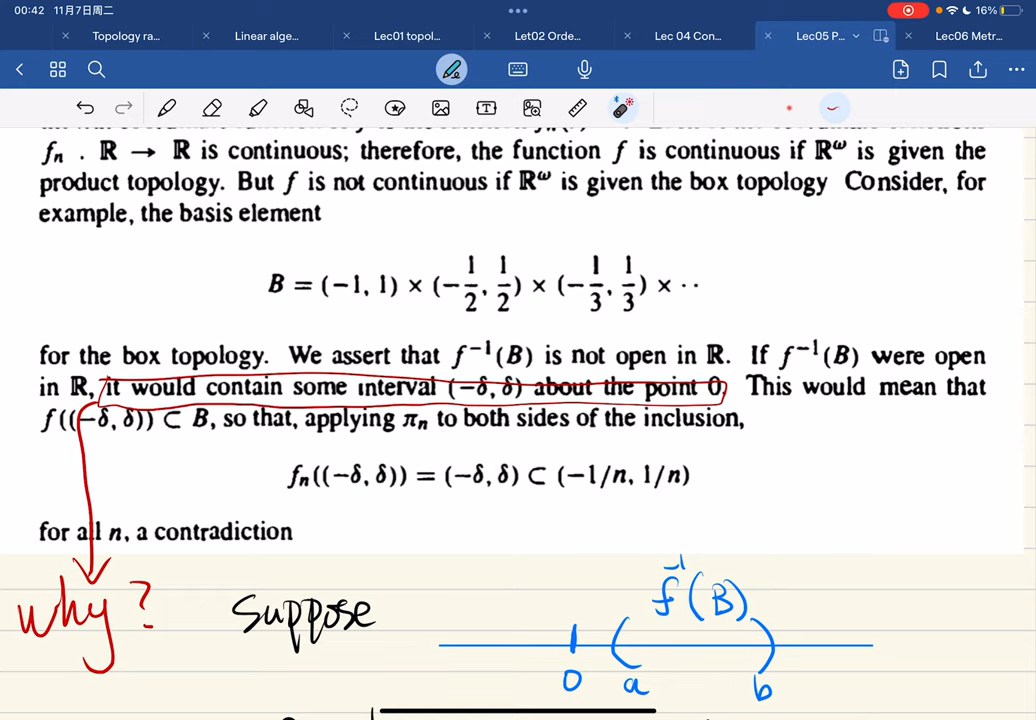 00:42 11月7日周二
16%
Topology ra...
Linear alge...
Lec01 topol...
Let02 Orde...
Lec 04 Con...
Lec05 P...
Lec06 Metr...
fn . ℝ → ℝ is continuous; therefore, the function f is continuous if ℝω is given the
product topology. But f is not continuous if ℝω is given the box topology Consider, for
example, the basis element
B = (−1, 1) × (−1/2, 1/2) × (−1/3, 1/3) × ··
for the box topology. We assert that f⁻¹(B) is not open in ℝ. If f⁻¹(B) were open
in ℝ, it would contain some interval (−δ, δ) about the point 0, This would mean that
f((−δ, δ)) ⊂ B, so that, applying πn to both sides of the inclusion,
fn((−δ, δ)) = (−δ, δ) ⊂ (−1/n, 1/n)
for all n, a contradiction
why?
Suppose
f⁻¹(B)
0 a b